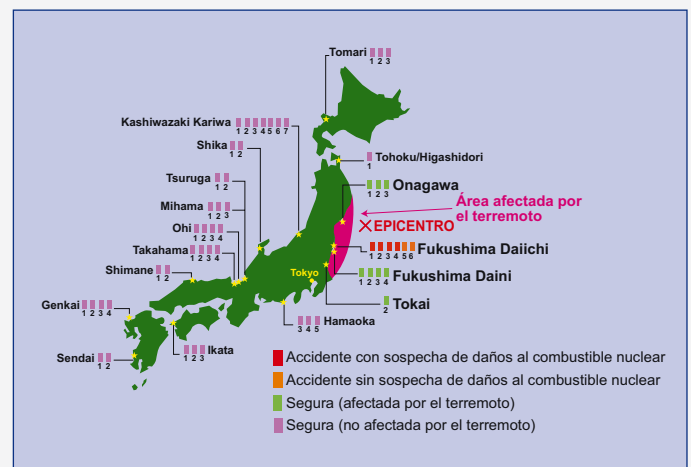 Tomari
1 2 3
Kashiwazaki Kariwa
1 2 3 4 5 6 7
Shika
1 2
Tohoku/Higashidori
1
Tsuruga
1 2
Onagawa
1 2 3
Mihama
1 2 3
Área afectada por
el terremoto
Ohi
1 2 3 4
EPICENTRO
Takahama
1 2 3 4
Fukushima Daiichi
1 2 3 4 5 6
Shimane
1 2
Tokyo
Fukushima Daini
1 2 3 4
Genkai
1 2 3 4
Tokai
2
Hamaoka
3 4 5
Sendai
1 2
Ikata
1 2 3
Accidente con sospecha de daños al combustible nuclear
Accidente sin sospecha de daños al combustible nuclear
Segura (afectada por el terremoto)
Segura (no afectada por el terremoto)